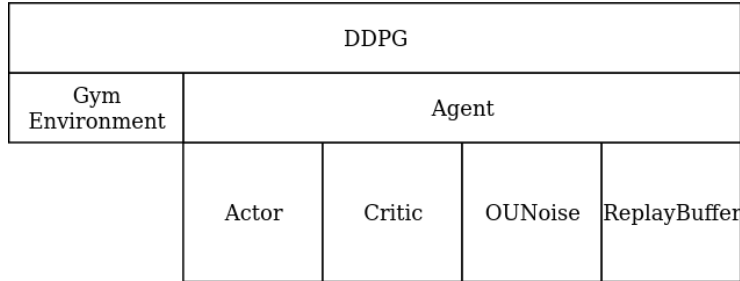 DDPG
Gym
Environment
Agent
Actor
Critic
OUNoise
ReplayBuffer